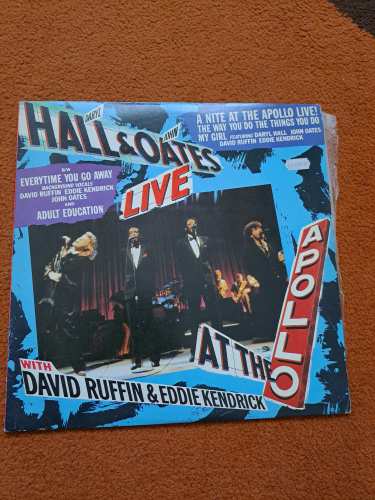 DARYL JOHN
HALL & OATES
LIVE
AT THE
APOLLO
WITH
DAVID RUFFIN & EDDIE KENDRICK
A NITE AT THE APOLLO LIVE!
THE WAY YOU DO THE THINGS YOU DO
MY GIRL FEATURING DARYL HALL JOHN OATES
DAVID RUFFIN EDDIE KENDRICK
B/W
EVERYTIME YOU GO AWAY
BACKGROUND VOCALS
DAVID RUFFIN EDDIE KENDRICK
JOHN OATES
AND
ADULT EDUCATION